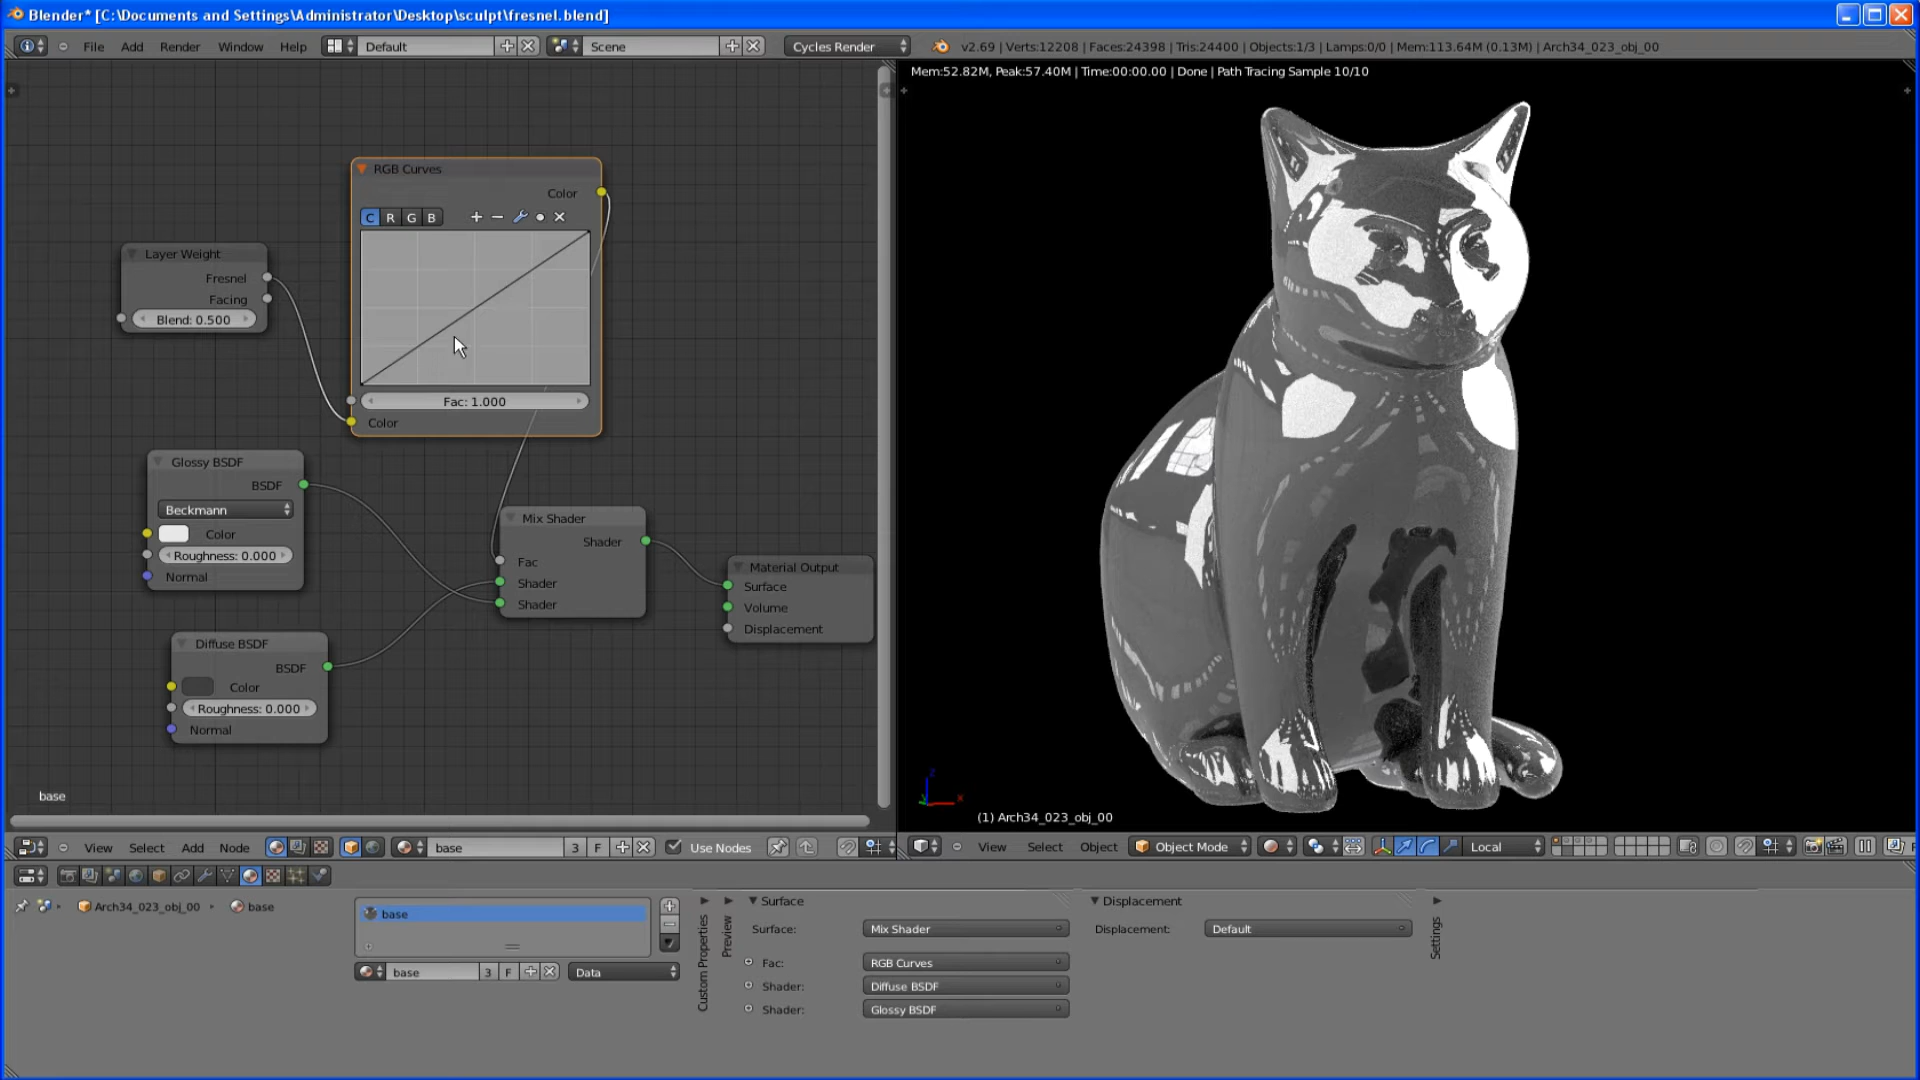 Blender* [C:\Documents and Settings\Administrator\Desktop\sculpt\fresnel.blend]
File Add Render Window Help Default Scene Cycles Render v2.69 | Verts:12208 | Faces:24398 | Tris:24400 | Objects:1/3 | Lamps:0/0 | Mem:113.64M (0.13M) | Arch34_023_obj_00
Mem:52.82M, Peak:57.40M | Time:00:00.00 | Done | Path Tracing Sample 10/10
RGB Curves
Color
C R G B
Fac: 1.000
Color
Layer Weight
Fresnel
Facing
Blend: 0.500
Glossy BSDF
BSDF
Beckmann
Color
Roughness: 0.000
Normal
Mix Shader
Shader
Fac
Shader
Shader
Material Output
Surface
Volume
Displacement
Diffuse BSDF
BSDF
Color
Roughness: 0.000
Normal
base
z
x
(1) Arch34_023_obj_00
View Select Add Node base 3 F Use Nodes
View Select Object Object Mode Local
Arch34_023_obj_00 base
base
base 3 F Data
Custom Properties
Preview
Surface
Surface: Mix Shader
Fac: RGB Curves
Shader: Diffuse BSDF
Shader: Glossy BSDF
Displacement
Displacement: Default
Settings